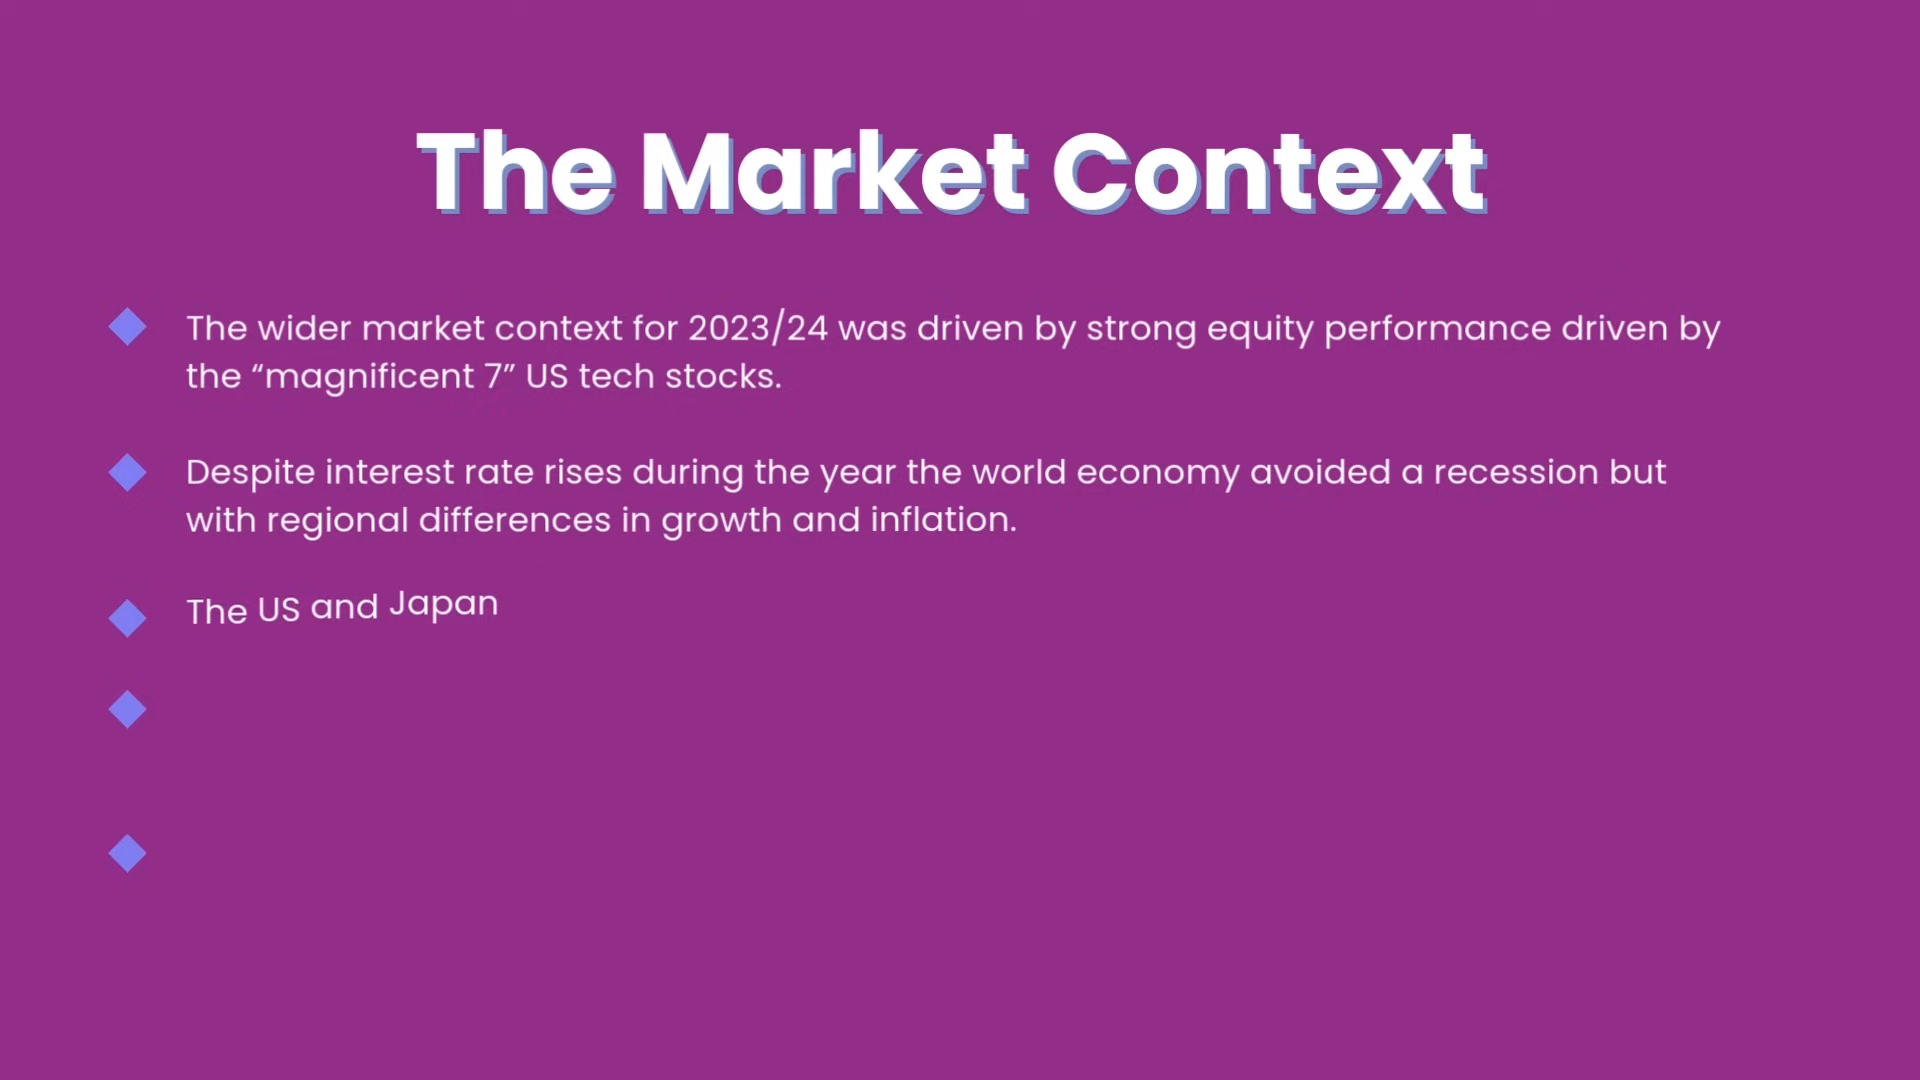 The Market Context
The wider market context for 2023/24 was driven by strong equity performance driven by
the “magnificent 7” US tech stocks.
Despite interest rate rises during the year the world economy avoided a recession but
with regional differences in growth and inflation.
The US and Japan